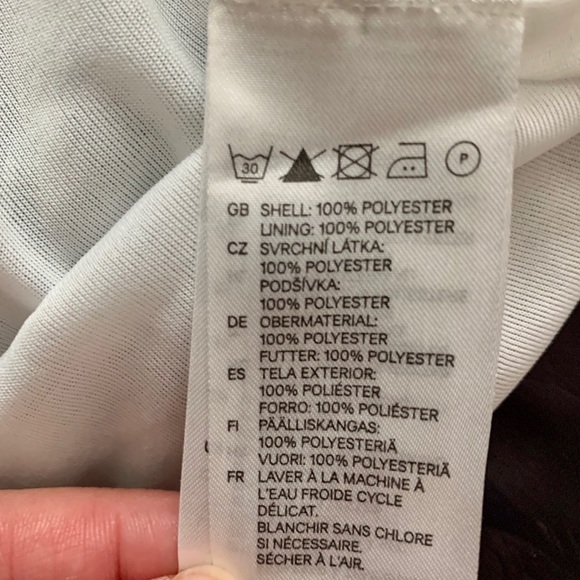 30
P
GB SHELL: 100% POLYESTER
LINING: 100% POLYESTER
CZ SVRCHNÍ LÁTKA:
100% POLYESTER
PODŠÍVKA:
100% POLYESTER
DE OBERMATERIAL:
100% POLYESTER
FUTTER: 100% POLYESTER
ES TELA EXTERIOR:
100% POLIÉSTER
FORRO: 100% POLIÉSTER
FI PÄÄLLISKANGAS:
100% POLYESTERIÄ
VUORI: 100% POLYESTERIÄ
FR LAVER À LA MACHINE À
L'EAU FROIDE CYCLE
DÉLICAT.
BLANCHIR SANS CHLORE
SI NÉCESSAIRE.
SÉCHER À L'AIR.